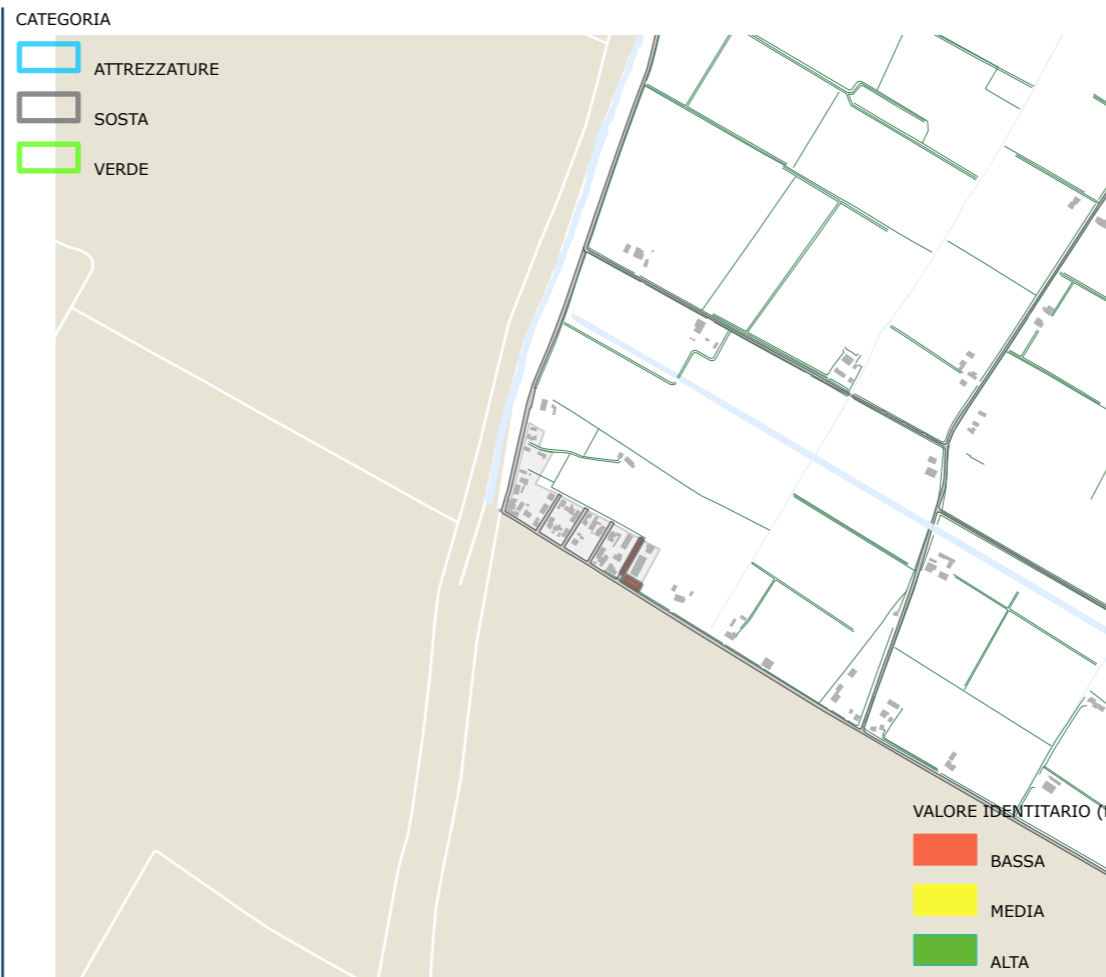 CATEGORIA
ATTREZZATURE
SOSTA
VERDE
VALORE IDENTITARIO (
BASSA
MEDIA
ALTA